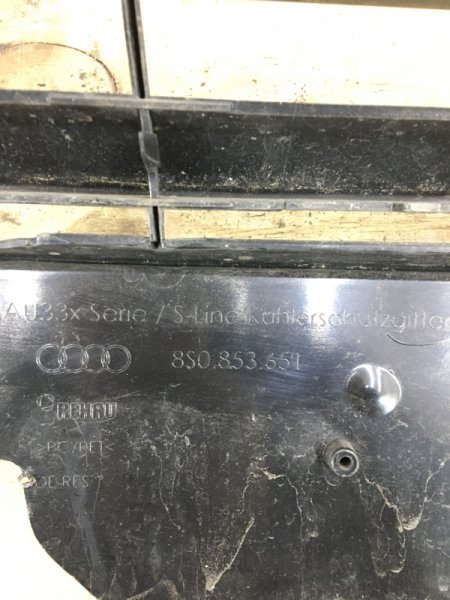 AU33x Serie / S-Line Kühlerschutzgitter
8S0.853.651
REHAU
>PC/PET<